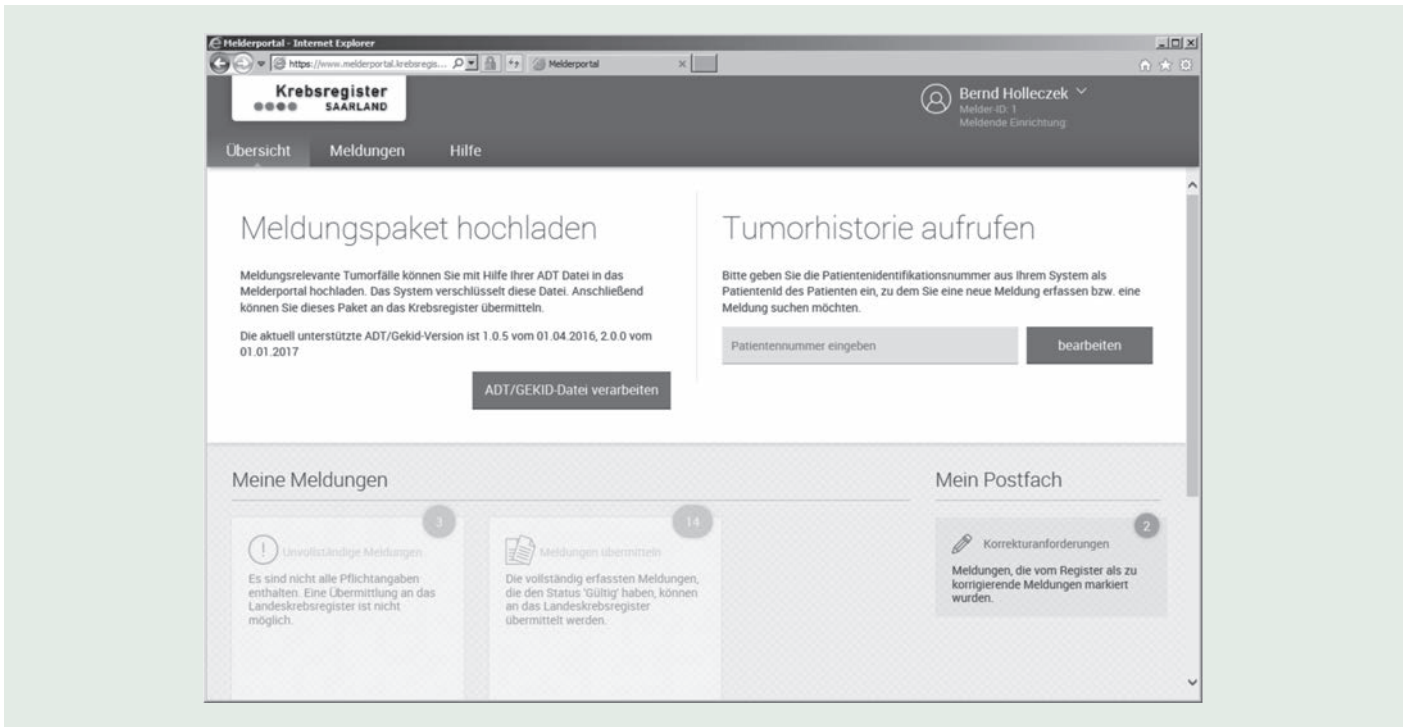 Melderportal - Internet Explorer
https://www.melderportal.krebsregis...
Melderportal
Krebsregister
SAARLAND
Bernd Holleczek
Melder-ID: 1
Meldende Einrichtung:
Übersicht Meldungen Hilfe
Meldungspaket hochladen
Meldungsrelevante Tumorfälle können Sie mit Hilfe Ihrer ADT Datei in das
Melderportal hochladen. Das System verschlüsselt diese Datei. Anschließend
können Sie dieses Paket an das Krebsregister übermitteln.
Die aktuell unterstützte ADT/Gekid-Version ist 1.0.5 vom 01.04.2016, 2.0.0 vom
01.01.2017
ADT/GEKID-Datei verarbeiten
Tumorhistorie aufrufen
Bitte geben Sie die Patientenidentifikationsnummer aus Ihrem System als
PatientenId des Patienten ein, zu dem Sie eine neue Meldung erfassen bzw. eine
Meldung suchen möchten.
Patientennummer eingeben
bearbeiten
Meine Meldungen
3
Unvollständige Meldungen
Es sind nicht alle Pflichtangaben
enthalten. Eine Übermittlung an das
Landeskrebsregister ist nicht
möglich.
14
Meldungen übermitteln
Die vollständig erfassten Meldungen,
die den Status 'Gültig' haben, können
an das Landeskrebsregister
übermittelt werden.
Mein Postfach
2
Korrekturanforderungen
Meldungen, die vom Register als zu
korrigierende Meldungen markiert
wurden.